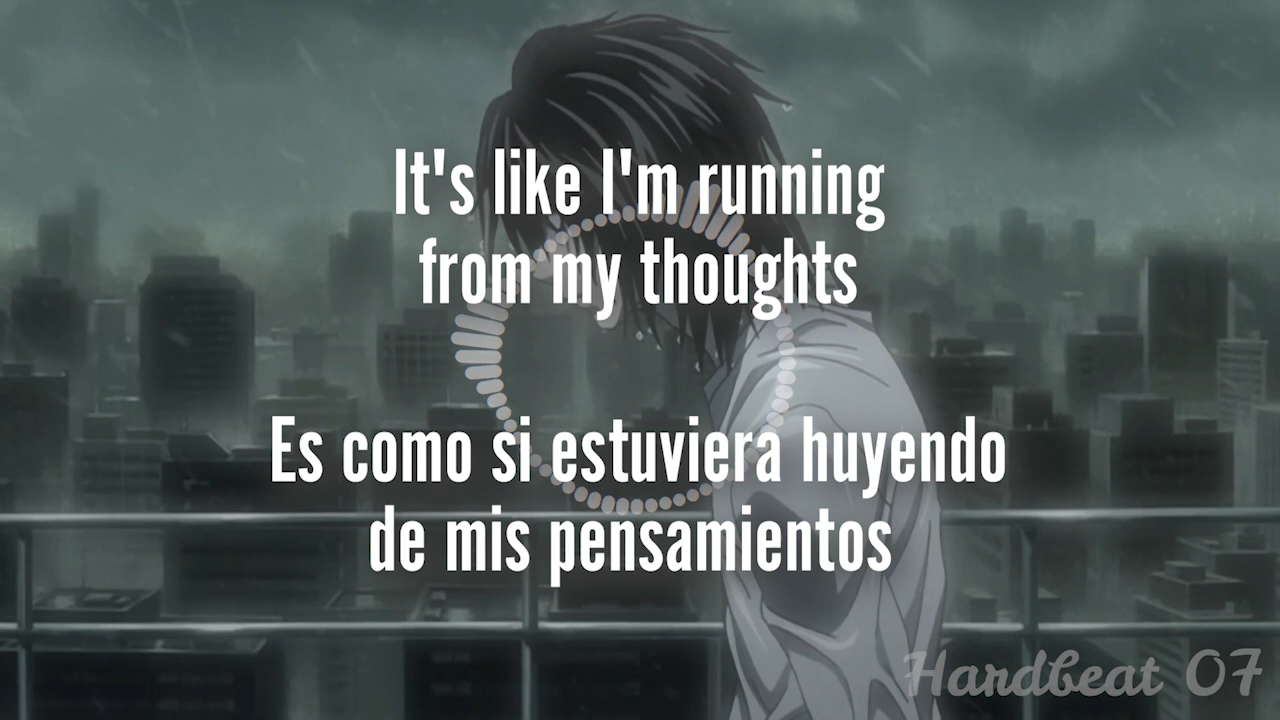 It's like I'm running
from my thoughts
Es como si estuviera huyendo
de mis pensamientos
Hardbeat 07